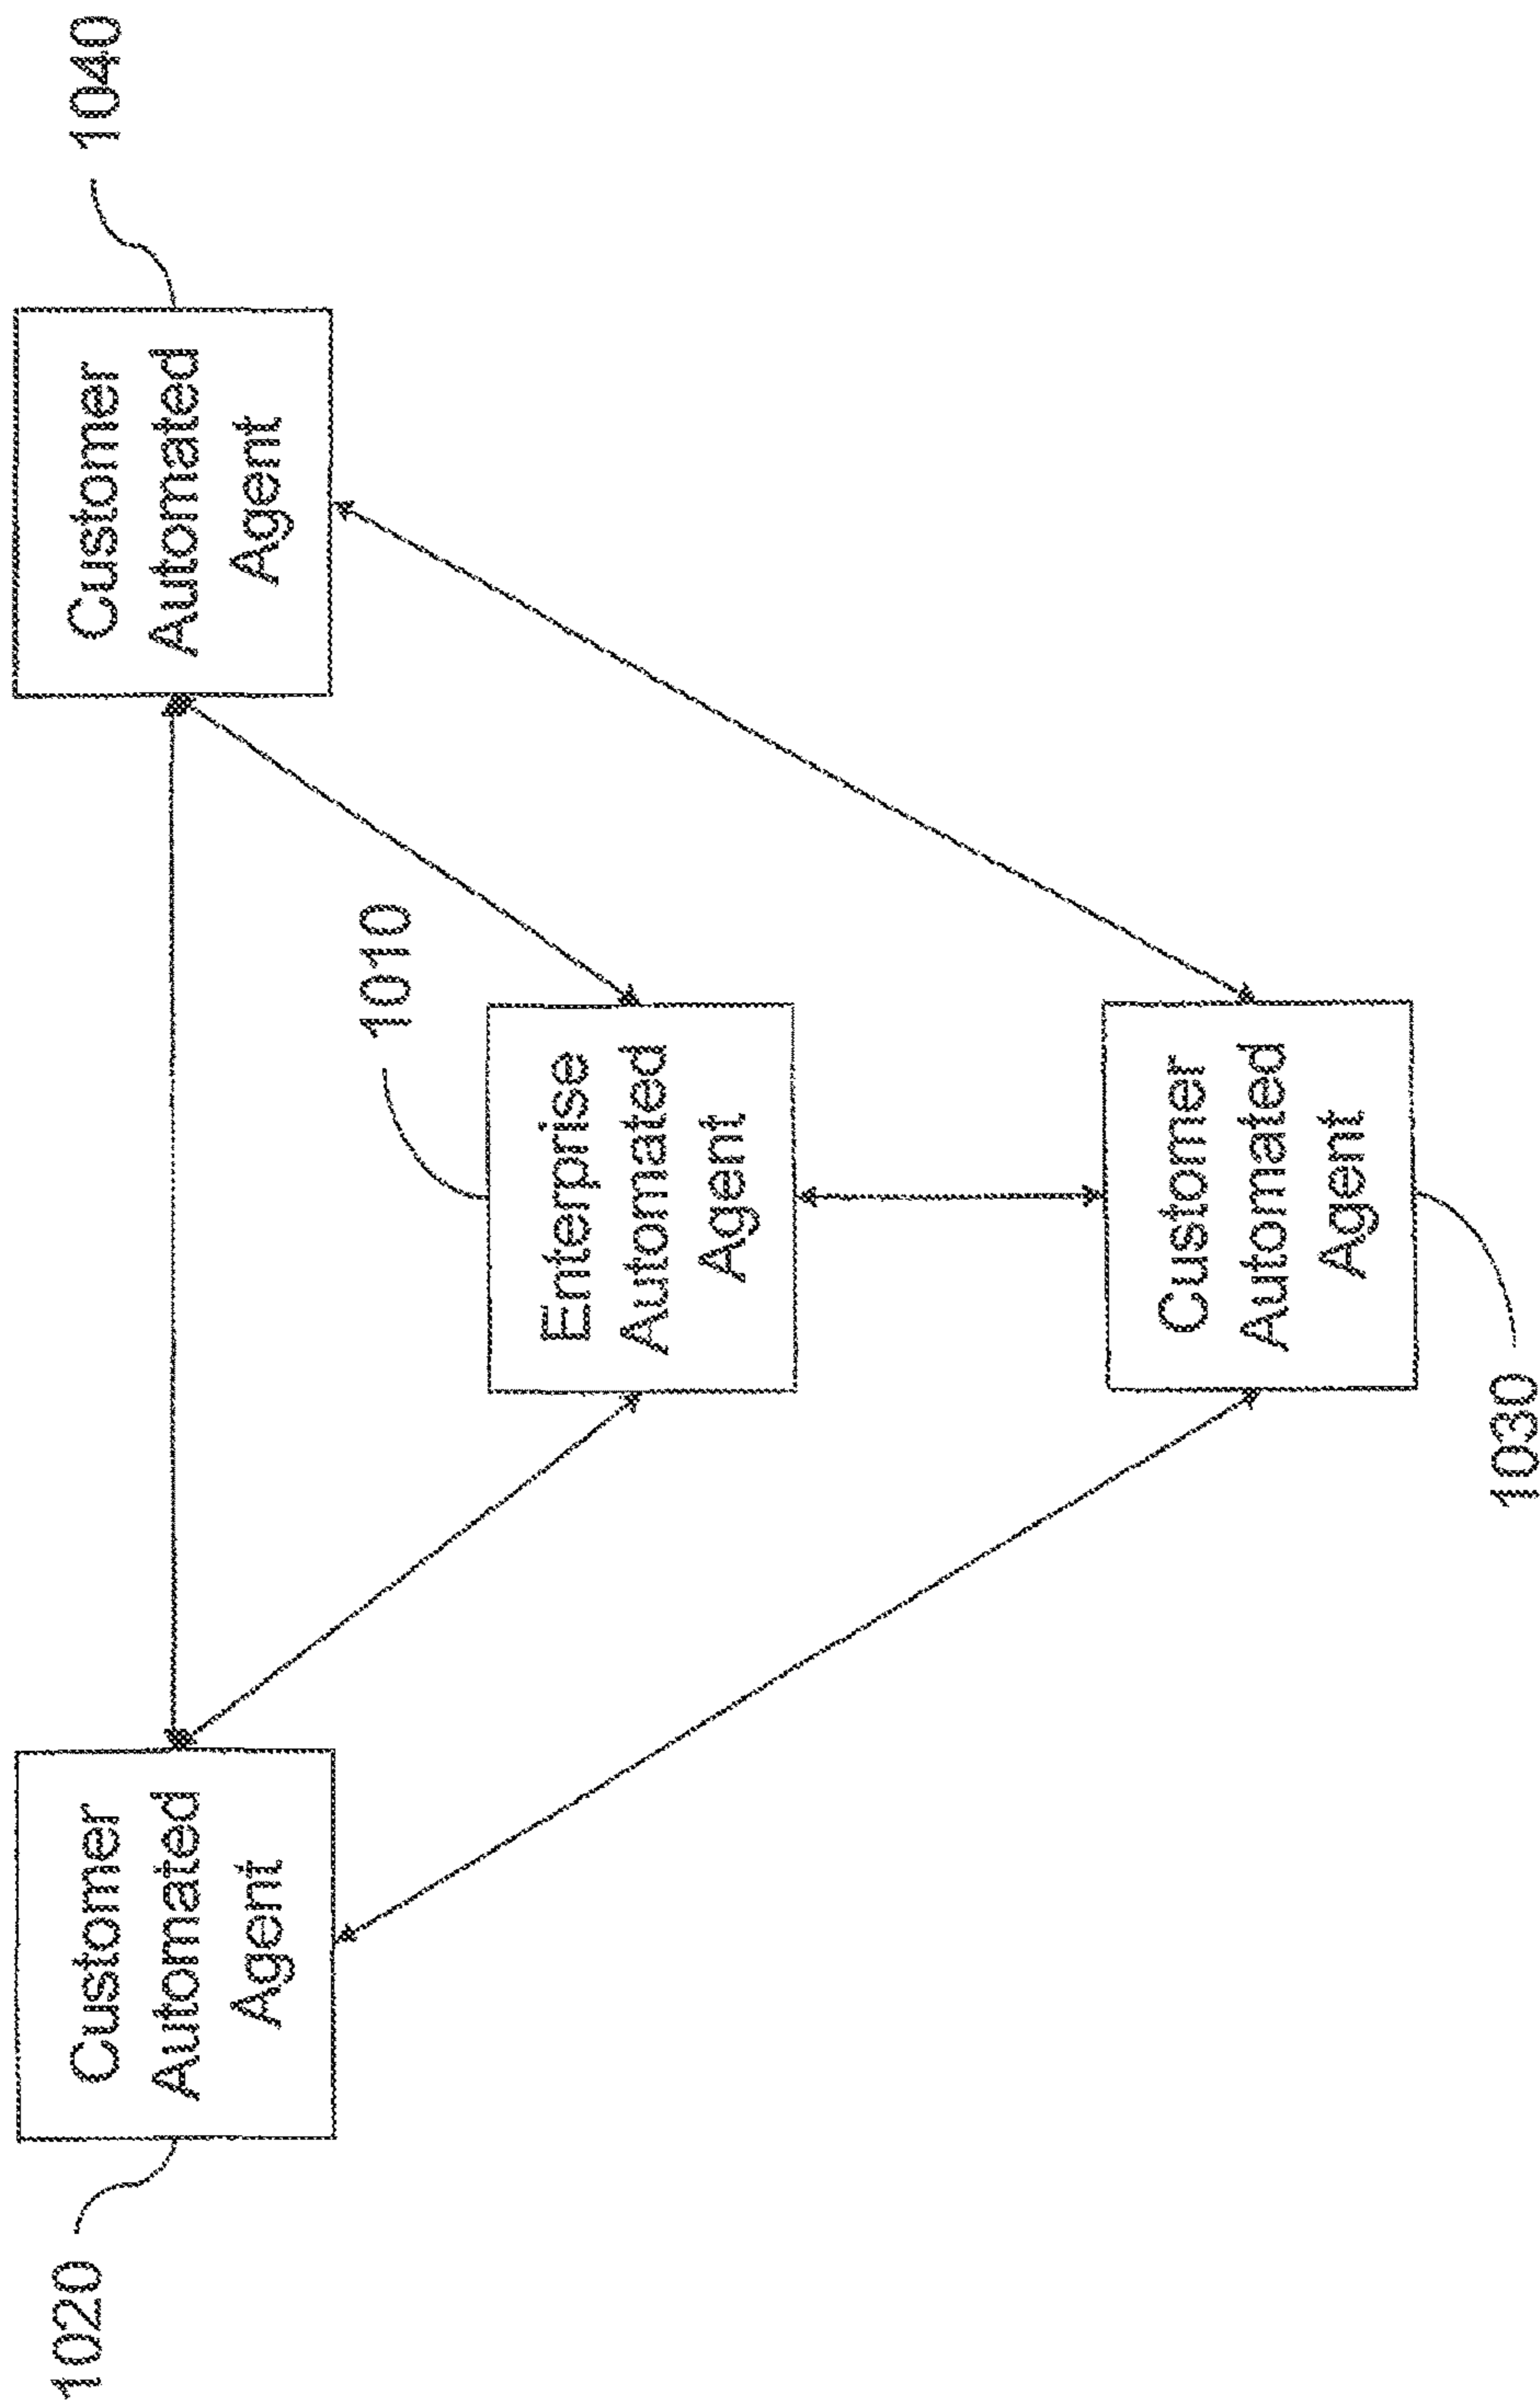 1020
Customer
Automated
Agent
Customer
Automated
Agent
1040
1010
Enterprise
Automated
Agent
Customer
Automated
Agent
1030